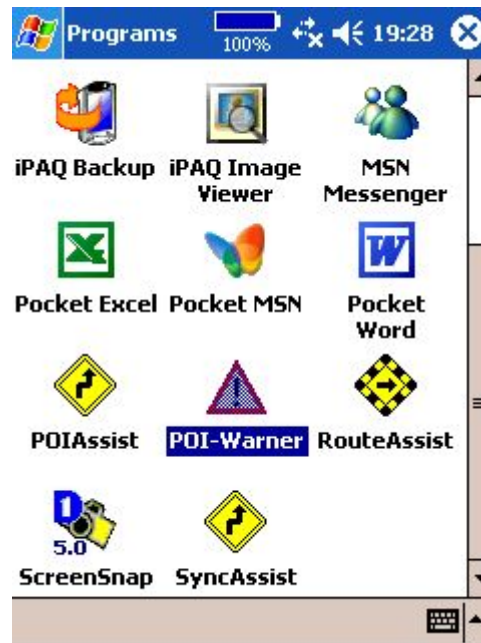 Programs 100% 19:28
iPAQ Backup
iPAQ Image
Viewer
MSN
Messenger
Pocket Excel
Pocket MSN
Pocket
Word
POIAssist
POI-Warner
RouteAssist
D
5.0
ScreenSnap
SyncAssist